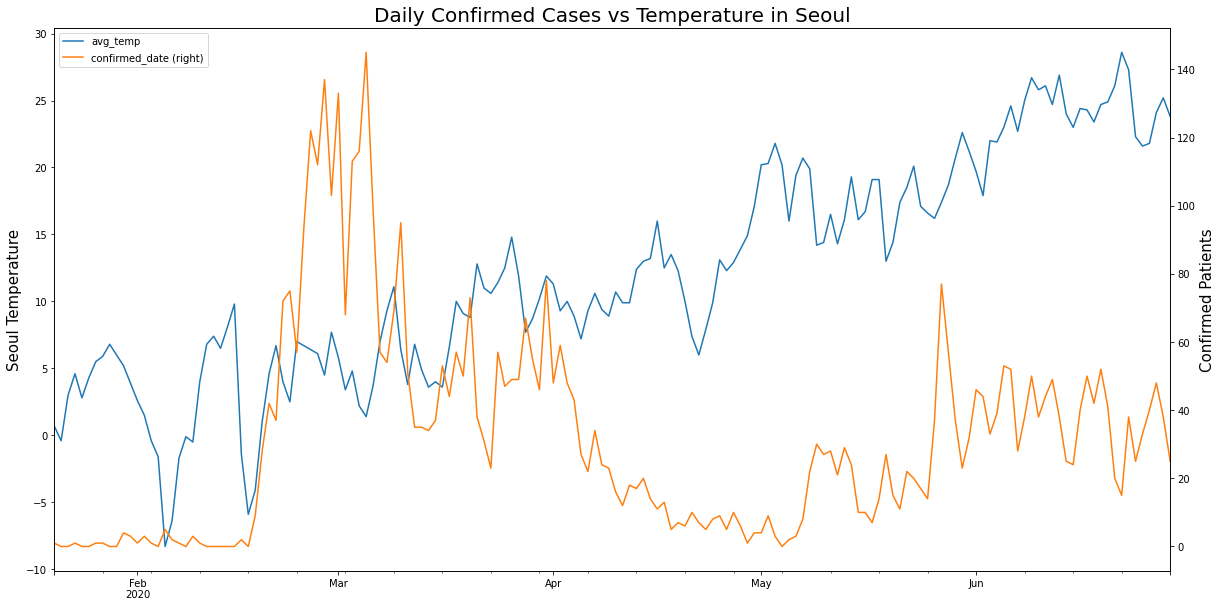 Daily Confirmed Cases vs Temperature in Seoul
avg_temp
confirmed_date (right)
Seoul Temperature
30
25
20
15
10
5
0
−5
−10
Confirmed Patients
140
120
100
80
60
40
20
0
Feb
2020
Mar
Apr
May
Jun